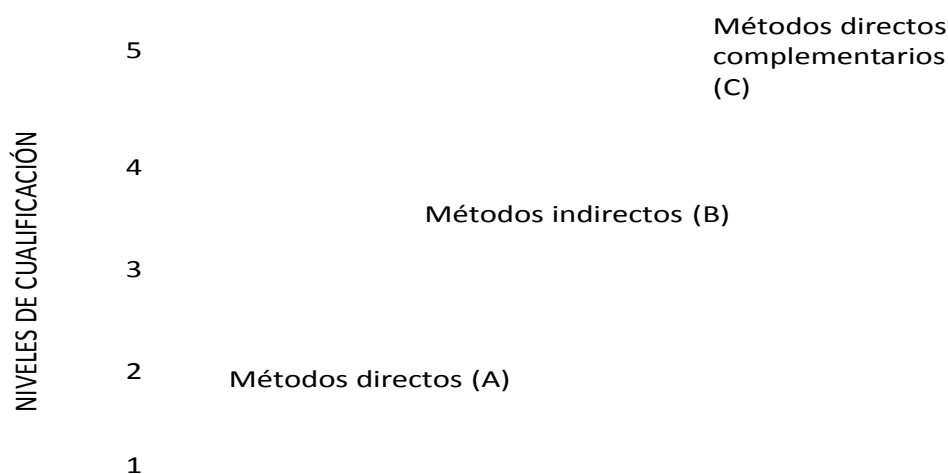 NIVELES DE CUALIFICACIÓN
5
Métodos directos
complementarios
(C)
4
Métodos indirectos (B)
3
2
Métodos directos (A)
1